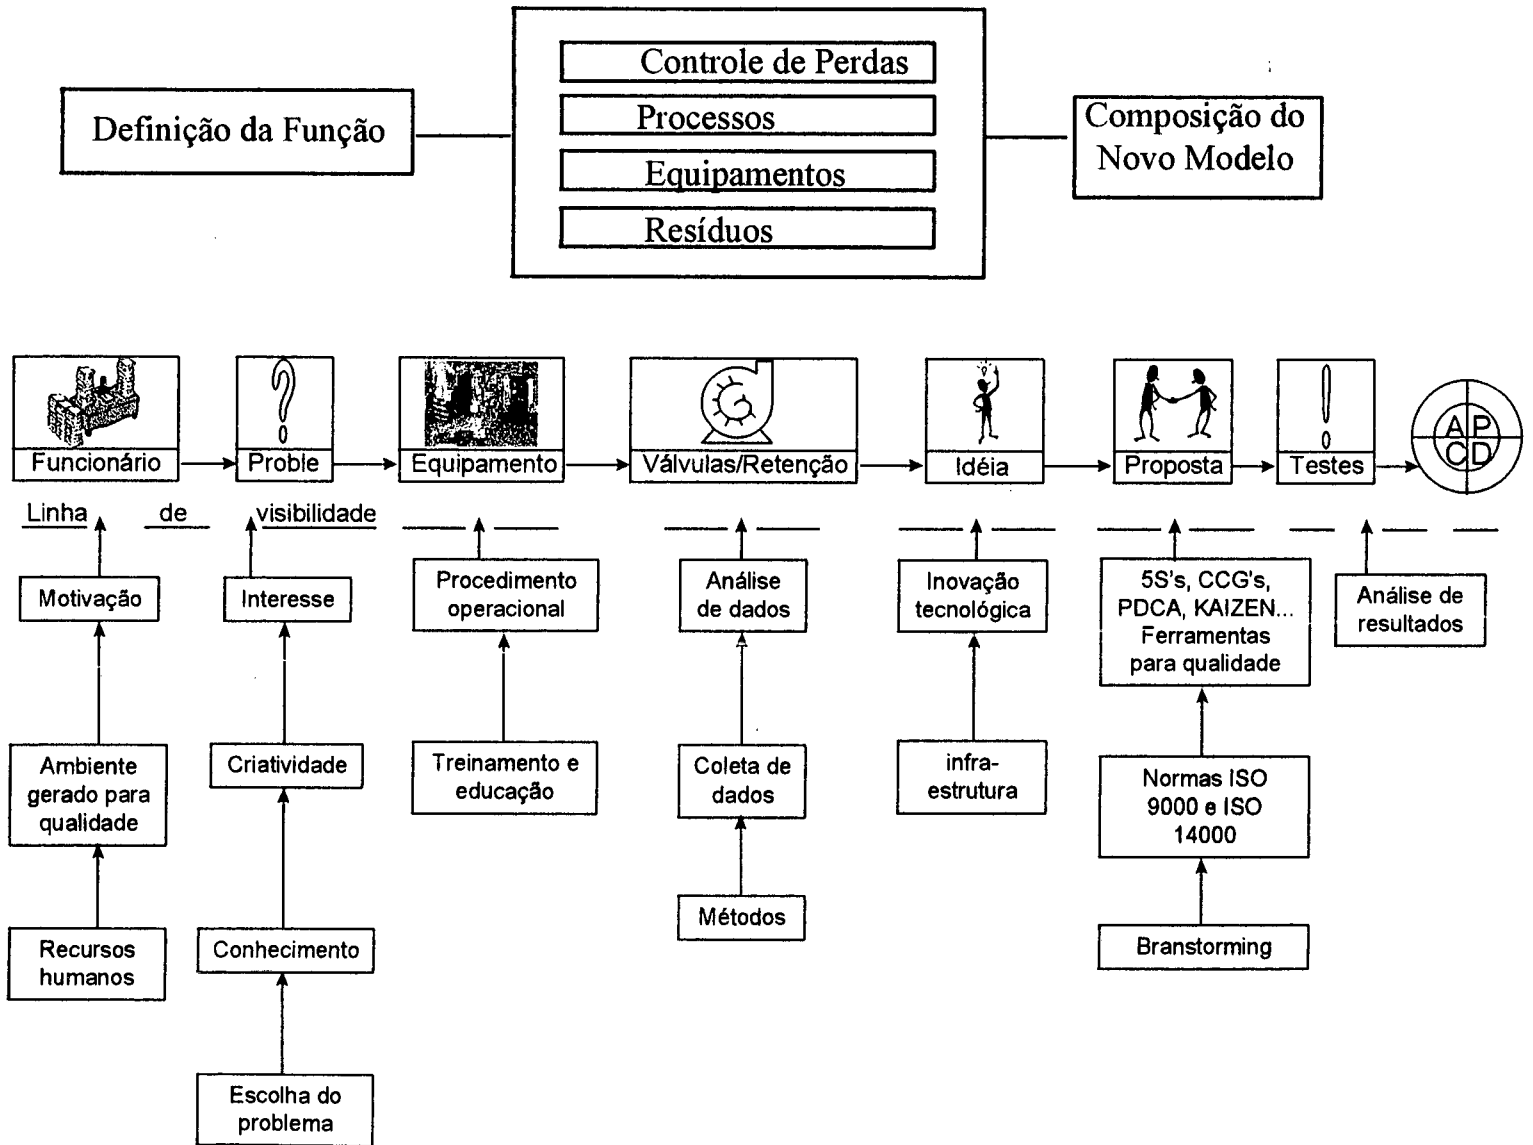 Controle de Perdas
Definição da Função
Processos
Composição do
Novo Modelo
Equipamentos
Resíduos
Funcionário
Proble
Equipamento
Válvulas/Retenção
Idéia
Proposta
Testes
A P
C D
Linha de visibilidade
Motivação
Interesse
Procedimento
operacional
Análise
de dados
Inovação
tecnológica
5S's, CCG's,
PDCA, KAIZEN...
Ferramentas
para qualidade
Análise de
resultados
Ambiente
gerado para
qualidade
Criatividade
Treinamento e
educação
Coleta de
dados
infra-
estrutura
Normas ISO
9000 e ISO
14000
Recursos
humanos
Conhecimento
Métodos
Branstorming
Escolha do
problema